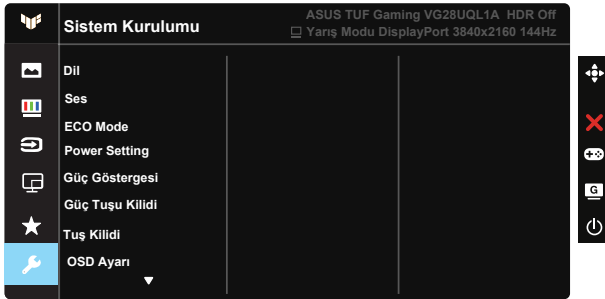 Sistem Kurulumu
ASUS TUF Gaming VG28UQL1A HDR Off
Yarış Modu DisplayPort 3840x2160 144Hz
Dil
Ses
ECO Mode
Power Setting
Güç Göstergesi
Güç Tuşu Kilidi
Tuş Kilidi
OSD Ayarı
G